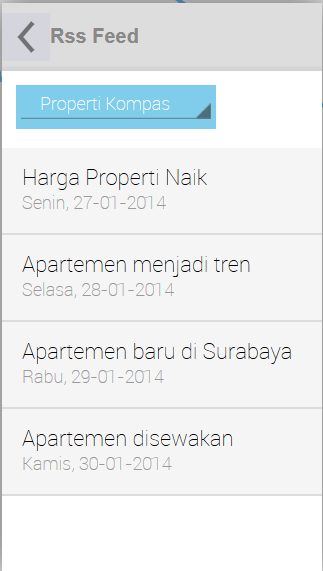 Rss Feed
Properti Kompas
Harga Properti Naik
Senin, 27-01-2014
Apartemen menjadi tren
Selasa, 28-01-2014
Apartemen baru di Surabaya
Rabu, 29-01-2014
Apartemen disewakan
Kamis, 30-01-2014